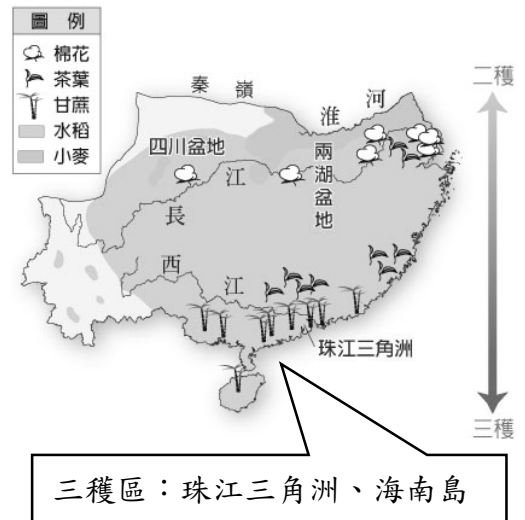 圖例
棉花
茶葉
甘蔗
水稻
小麥
秦嶺
淮河
四川盆地
兩湖盆地
長江
西江
珠江三角洲
二穫
三穫
三穫區：珠江三角洲、海南島